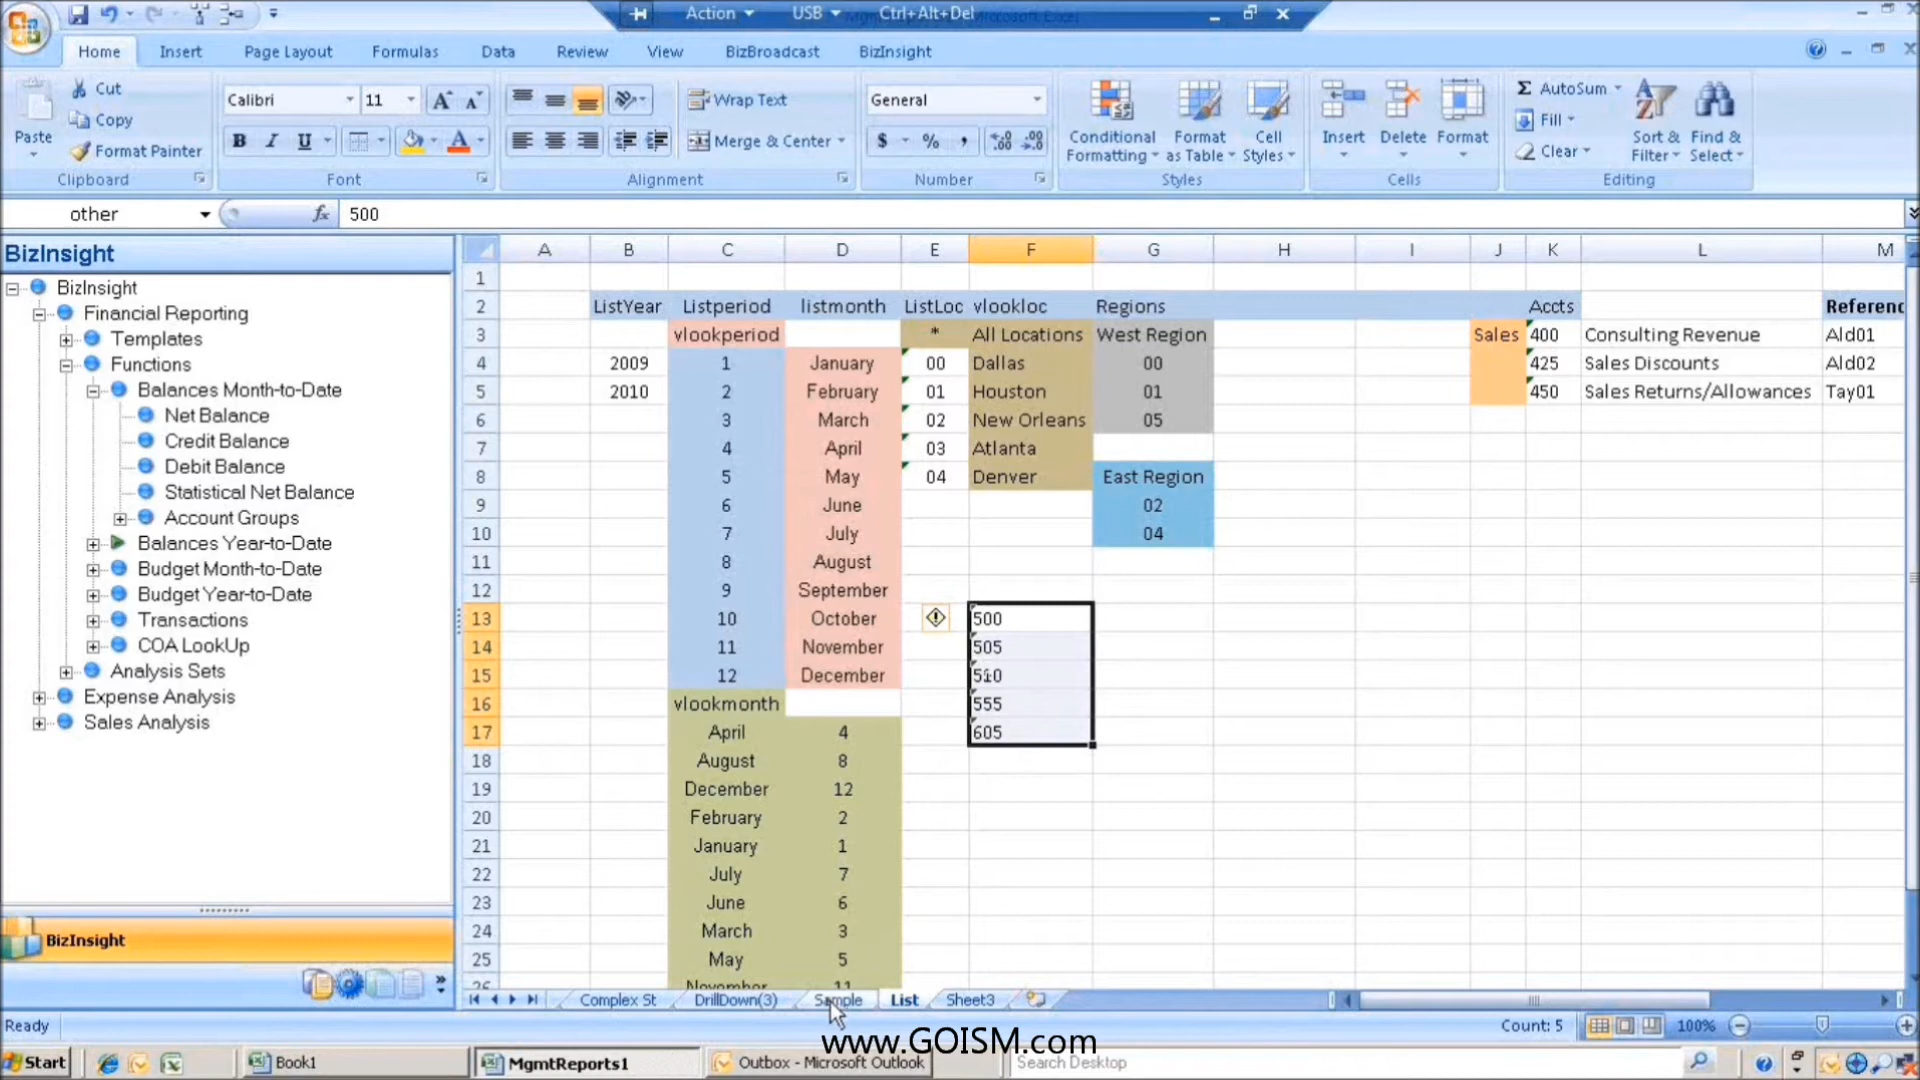 Action USB Ctrl+Alt+Del
Home Insert Page Layout Formulas Data Review View BizBroadcast BizInsight
Paste
Cut
Copy
Format Painter
Clipboard
Calibri 11
B I U
Font
Wrap Text
Merge & Center
Alignment
General
$ % ,
Number
Conditional Formatting
Format as Table
Cell Styles
Styles
Insert Delete Format
Cells
Σ AutoSum
Fill
Clear
Sort & Filter
Find & Select
Editing
other fx 500
BizInsight
BizInsight
Financial Reporting
Templates
Functions
Balances Month-to-Date
Net Balance
Credit Balance
Debit Balance
Statistical Net Balance
Account Groups
Balances Year-to-Date
Budget Month-to-Date
Budget Year-to-Date
Transactions
COA LookUp
Analysis Sets
Expense Analysis
Sales Analysis
BizInsight
A B C D E F G H I J K L M
1
2 ListYear Listperiod listmonth ListLoc vlookloc Regions Accts Referenc
3 vlookperiod * All Locations West Region Sales 400 Consulting Revenue Ald01
4 2009 1 January 00 Dallas 00 425 Sales Discounts Ald02
5 2010 2 February 01 Houston 01 450 Sales Returns/Allowances Tay01
6 3 March 02 New Orleans 05
7 4 April 03 Atlanta
8 5 May 04 Denver East Region
9 6 June 02
10 7 July 04
11 8 August
12 9 September
13 10 October 500
14 11 November 505
15 12 December 510
16 vlookmonth 555
17 April 4 605
18 August 8
19 December 12
20 February 2
21 January 1
22 July 7
23 June 6
24 March 3
25 May 5
26 November 11
Complex St DrillDown(3) Sample List Sheet3
Ready Count: 5 100%
www.GOISM.com
Start Book1 MgmtReports1 Outbox - Microsoft Outlook Search Desktop